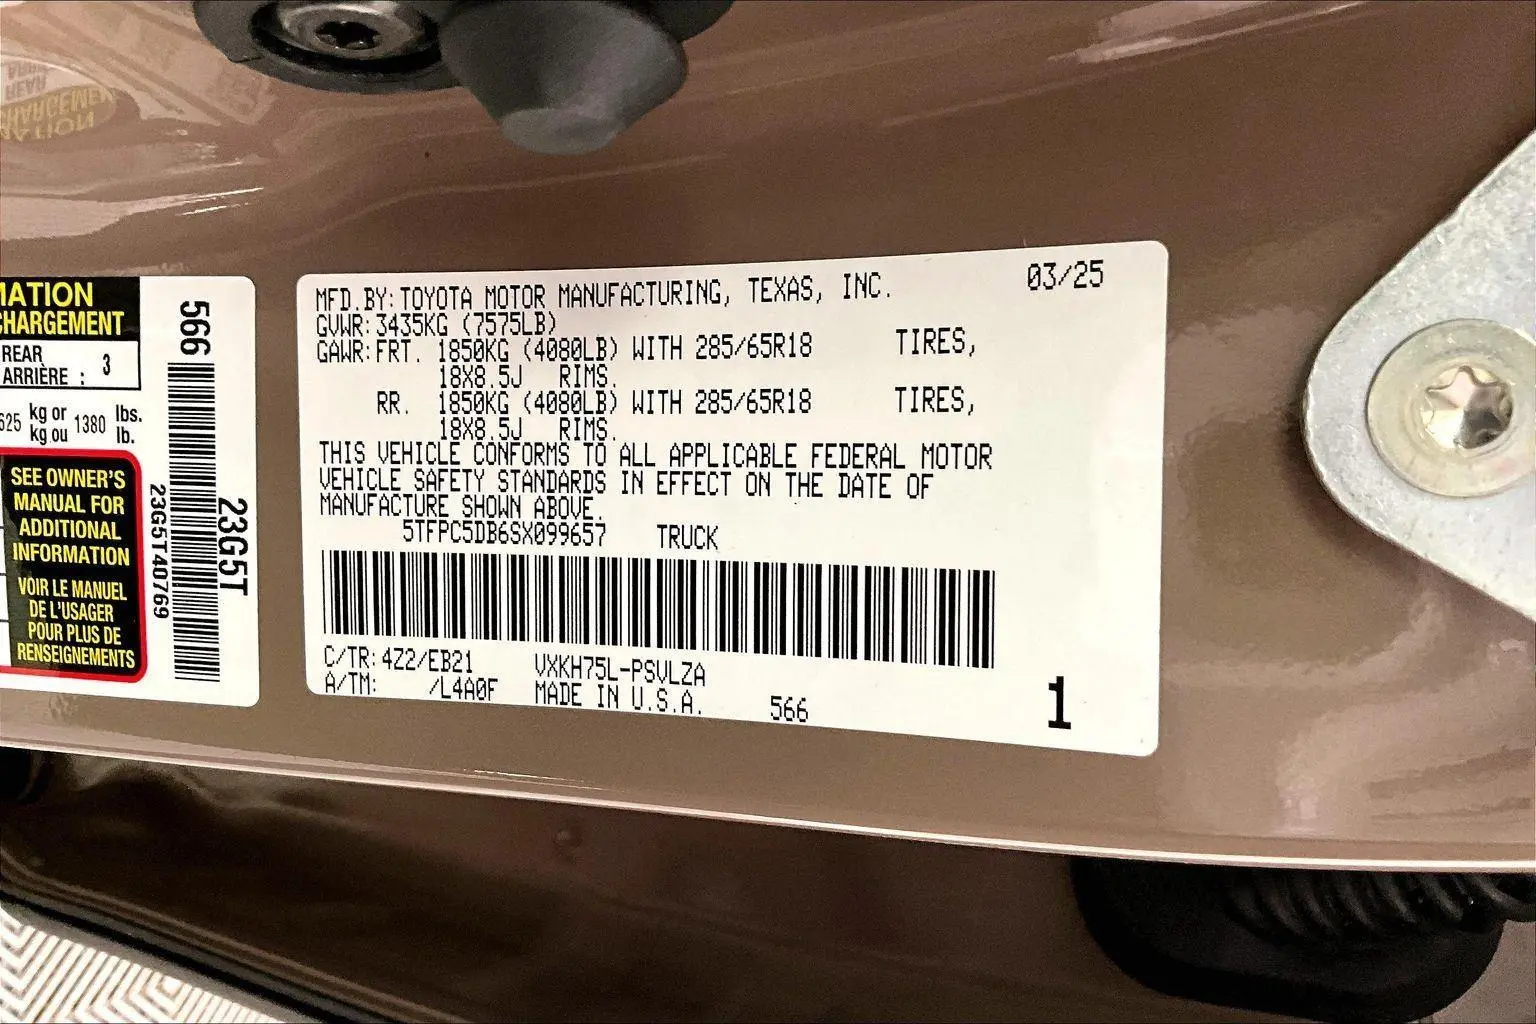 MATION
CHARGEMENT
REAR
ARRIÈRE : 3
625 kg or 1380 lbs.
kg ou lb.
SEE OWNER'S
MANUAL FOR
ADDITIONAL
INFORMATION
VOIR LE MANUEL
DE L'USAGER
POUR PLUS DE
RENSEIGNEMENTS
566
23G5T40769
23G5T
MFD.BY:TOYOTA MOTOR MANUFACTURING, TEXAS, INC. 03/25
GVWR:3435KG (7575LB)
GAWR:FRT. 1850KG (4080LB) WITH 285/65R18 TIRES,
18X8.5J RIMS.
RR. 1850KG (4080LB) WITH 285/65R18 TIRES,
18X8.5J RIMS.
THIS VEHICLE CONFORMS TO ALL APPLICABLE FEDERAL MOTOR
VEHICLE SAFETY STANDARDS IN EFFECT ON THE DATE OF
MANUFACTURE SHOWN ABOVE.
5TFPC5DB6SX099657 TRUCK
C/TR:4Z2/EB21 VXKH75L-PSVLZA
A/TM: /L4A0F MADE IN U.S.A. 566
1